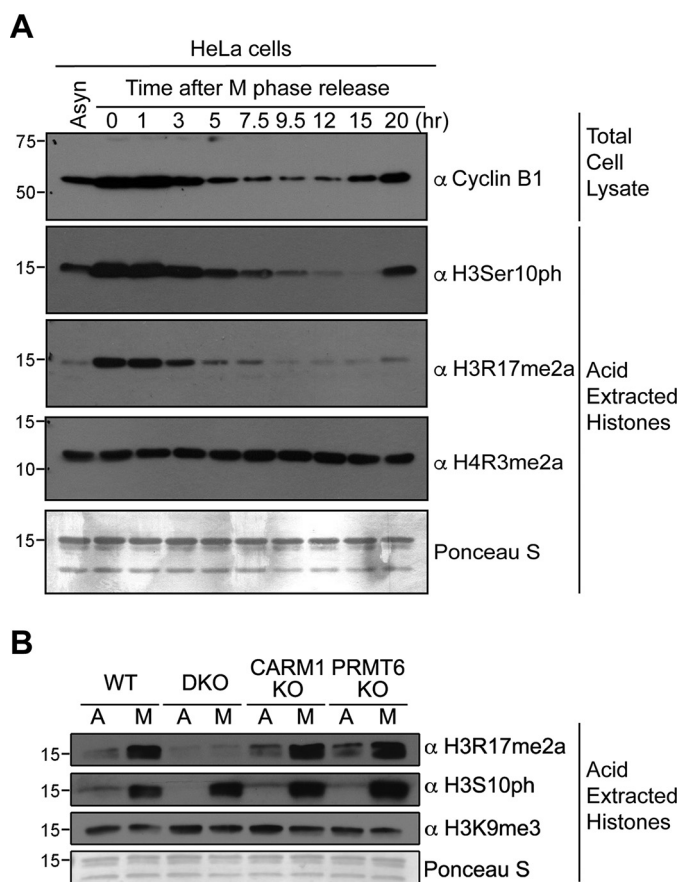 A
HeLa cells
Asyn
Time after M phase release
0 1 3 5 7.5 9.5 12 15 20 (hr)
75
50
α Cyclin B1
Total
Cell
Lysate
15
α H3Ser10ph
15
α H3R17me2a
Acid
Extracted
Histones
15
10
α H4R3me2a
15
Ponceau S
B
WT DKO CARM1 KO PRMT6 KO
A M A M A M A M
15
α H3R17me2a
15
α H3S10ph
Acid
Extracted
Histones
15
α H3K9me3
15
Ponceau S